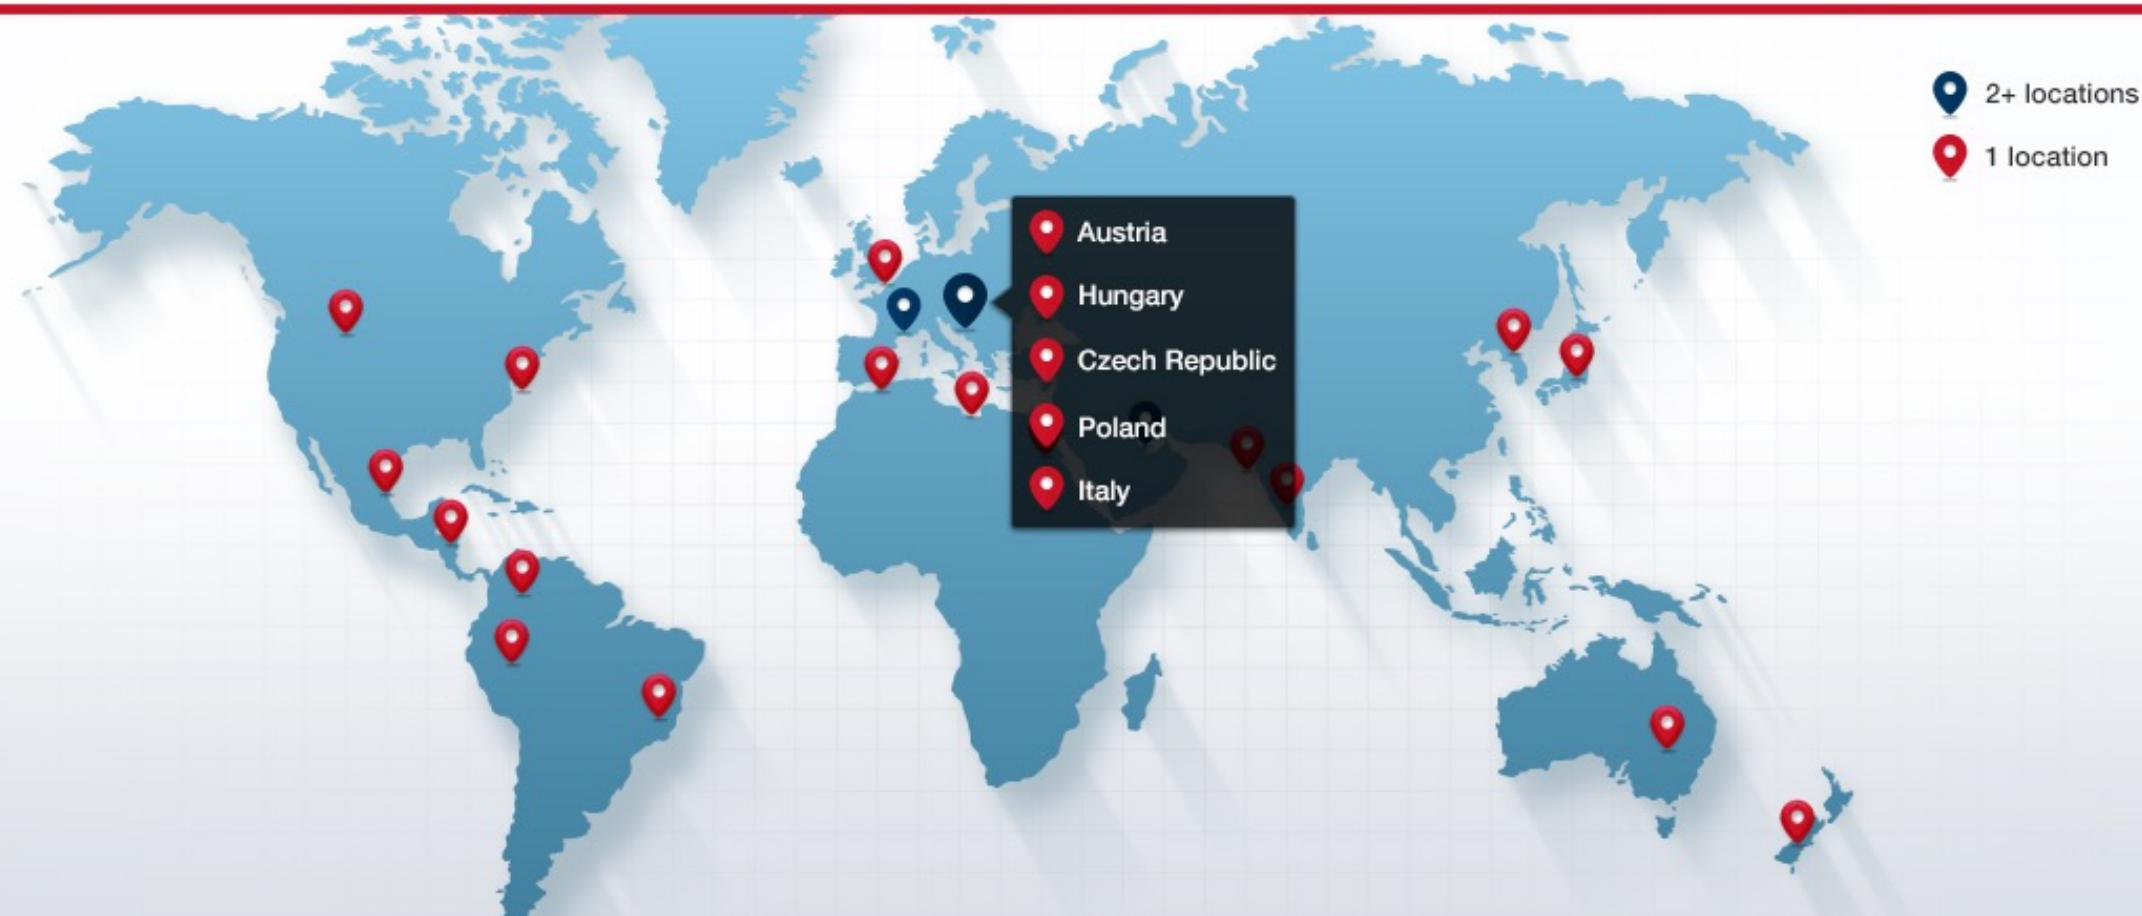 2+ locations
1 location
Austria
Hungary
Czech Republic
Poland
Italy